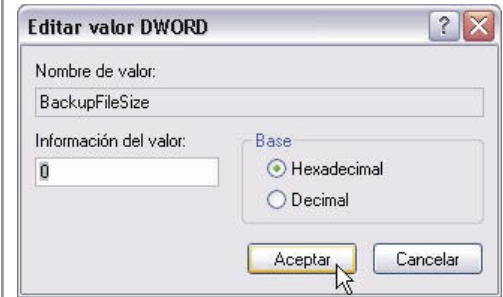 Editar valor DWORD
Nombre de valor:
BackupFileSize
Información del valor:
0
Base
Hexadecimal
Decimal
Aceptar
Cancelar